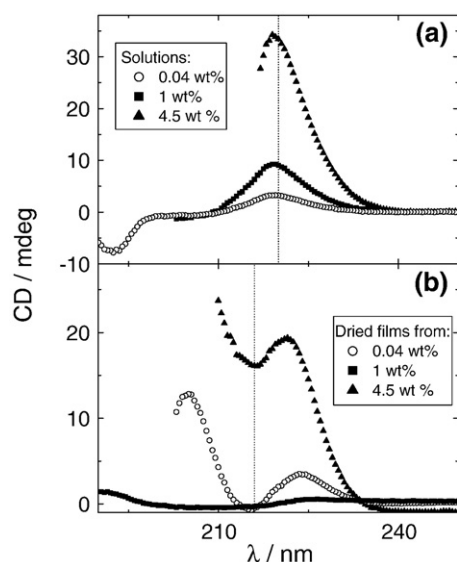 (a)
30
Solutions:
0.04 wt%
1 wt%
4.5 wt %
20
10
0
-10
CD / mdeg
(b)
20
Dried films from:
0.04 wt%
1 wt%
4.5 wt %
10
0
210
240
λ / nm